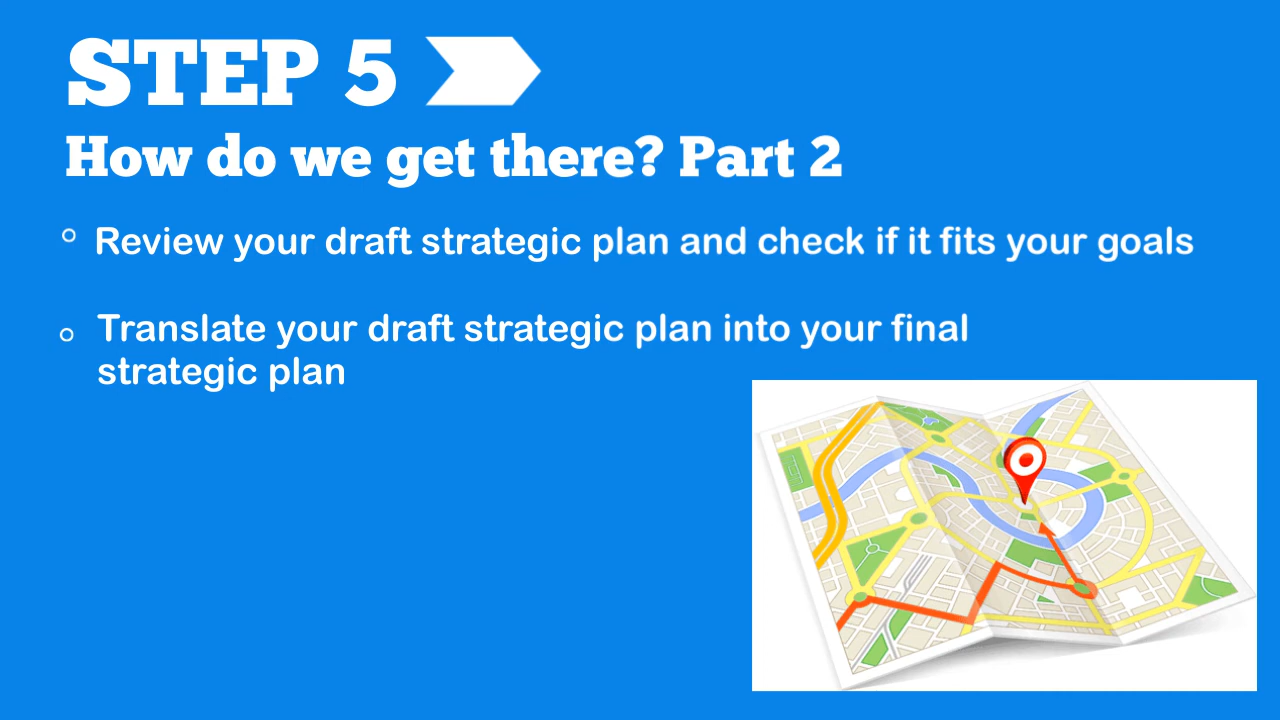 STEP 5
How do we get there? Part 2
Review your draft strategic plan and check if it fits your goals
Translate your draft strategic plan into your final
strategic plan